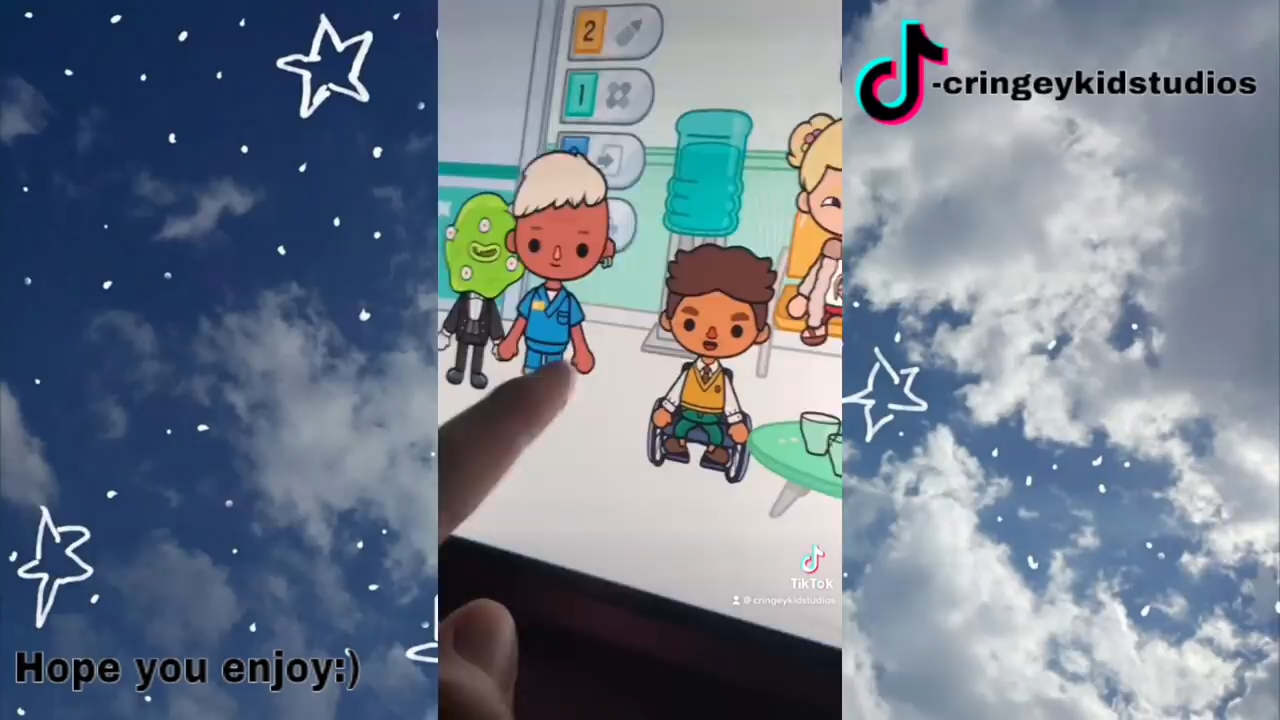 2
1
-cringeykidstudios
TikTok
@cringeykidstudios
Hope you enjoy:)